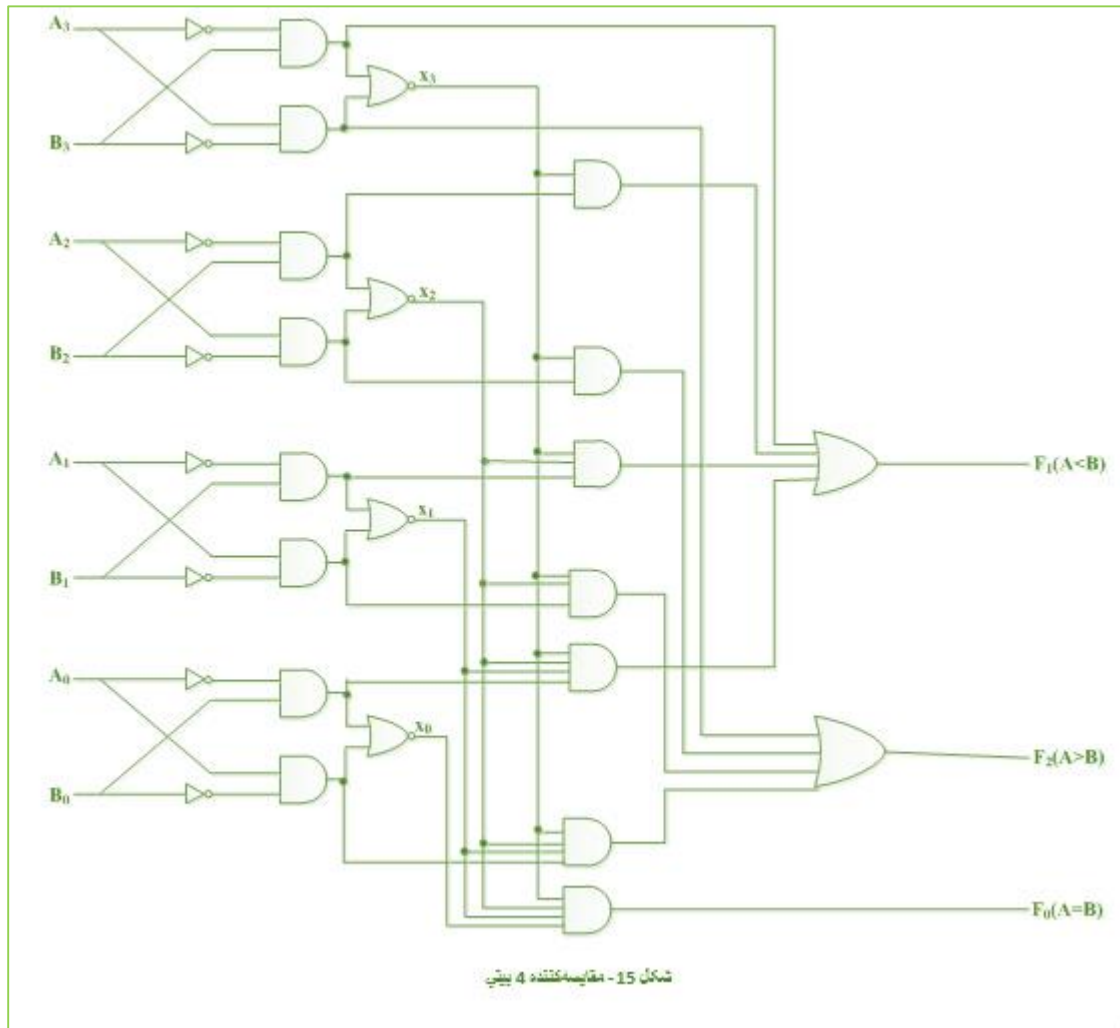 A₃
x₃
B₃
A₂
x₂
B₂
A₁
F₁(A<B)
x₁
B₁
A₀
x₀
F₂(A>B)
B₀
F₀(A=B)
شکل 15- مقایسه‌کننده 4 بیتی